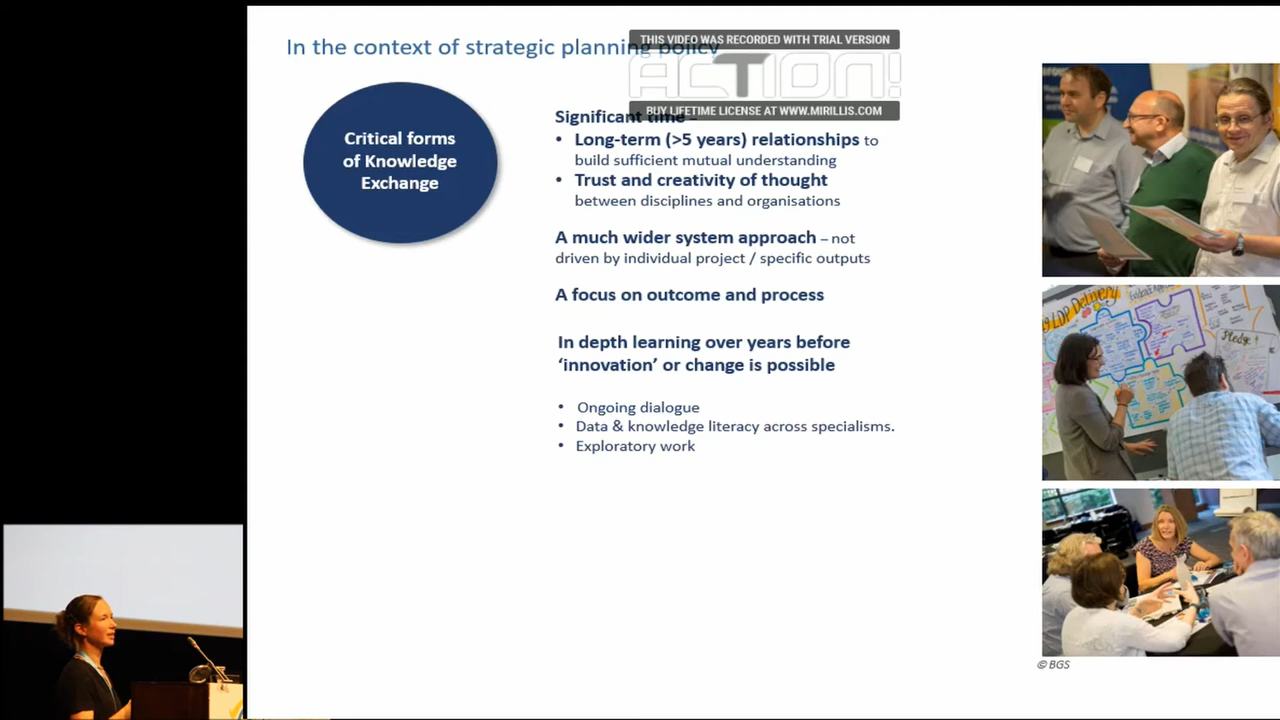 In the context of strategic planning policy
THIS VIDEO WAS RECORDED WITH TRIAL VERSION
ACTION!
BUY LIFETIME LICENSE AT WWW.MIRILLIS.COM
Critical forms
of Knowledge
Exchange
Significant time –
• Long-term (>5 years) relationships to
build sufficient mutual understanding
• Trust and creativity of thought
between disciplines and organisations
A much wider system approach – not
driven by individual project / specific outputs
A focus on outcome and process
In depth learning over years before
‘innovation’ or change is possible
• Ongoing dialogue
• Data & knowledge literacy across specialisms.
• Exploratory work
LDP Delivery
Pledge!
© BGS